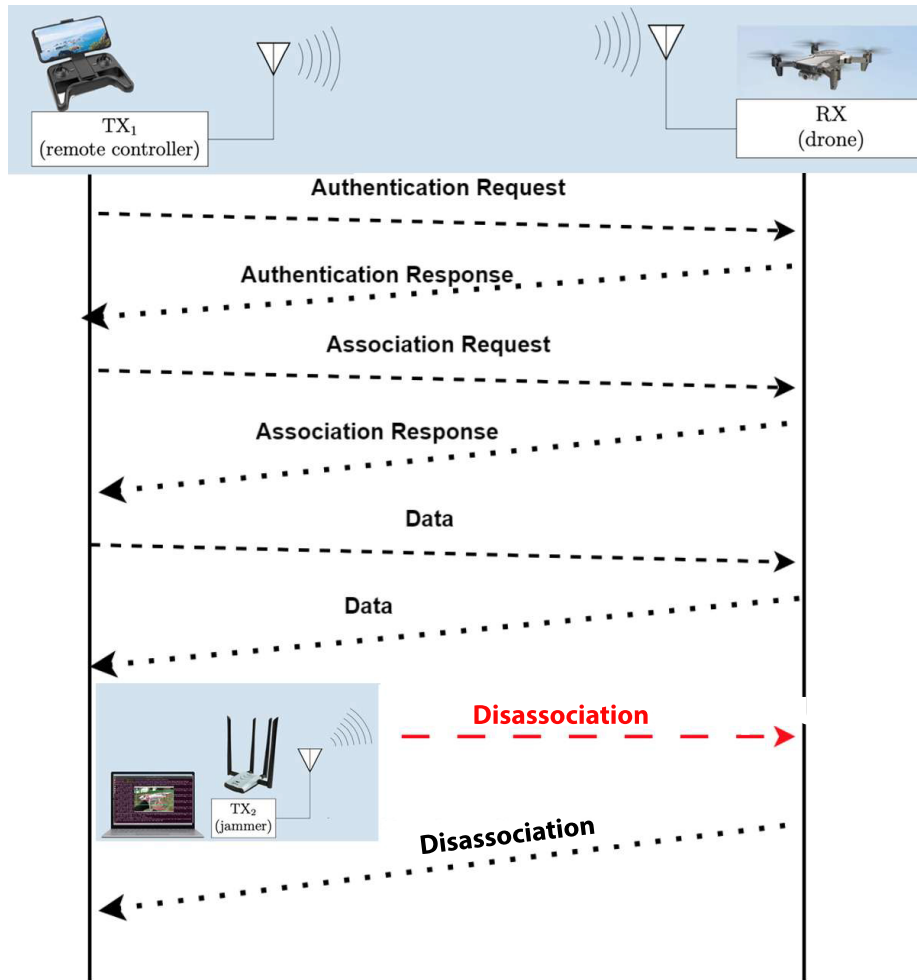 TX₁
(remote controller)
RX
(drone)
Authentication Request
Authentication Response
Association Request
Association Response
Data
Data
Disassociation
TX₂
(jammer)
Disassociation